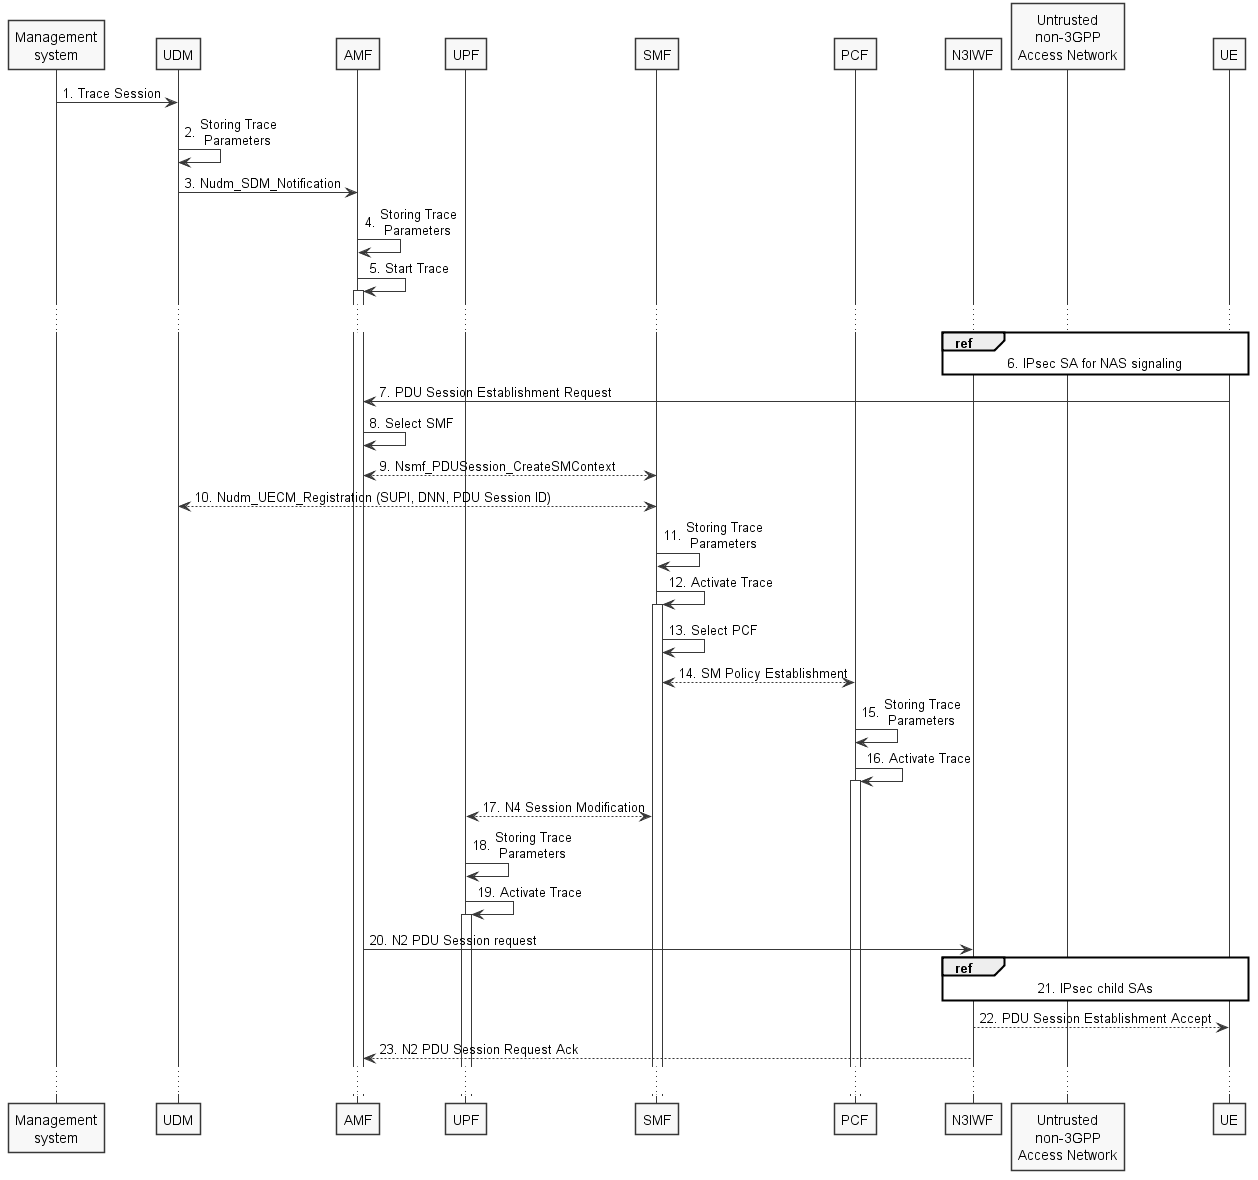 Management
system
UDM
AMF
UPF
SMF
PCF
N3IWF
Untrusted
non-3GPP
Access Network
UE
1. Trace Session
2. Storing Trace
Parameters
3. Nudm_SDM_Notification
4. Storing Trace
Parameters
5. Start Trace
ref
6. IPsec SA for NAS signaling
7. PDU Session Establishment Request
8. Select SMF
9. Nsmf_PDUSession_CreateSMContext
10. Nudm_UECM_Registration (SUPI, DNN, PDU Session ID)
11. Storing Trace
Parameters
12. Activate Trace
13. Select PCF
14. SM Policy Establishment
15. Storing Trace
Parameters
16. Activate Trace
17. N4 Session Modification
18. Storing Trace
Parameters
19. Activate Trace
20. N2 PDU Session request
ref
21. IPsec child SAs
22. PDU Session Establishment Accept
23. N2 PDU Session Request Ack
Management
system
UDM
AMF
UPF
SMF
PCF
N3IWF
Untrusted
non-3GPP
Access Network
UE